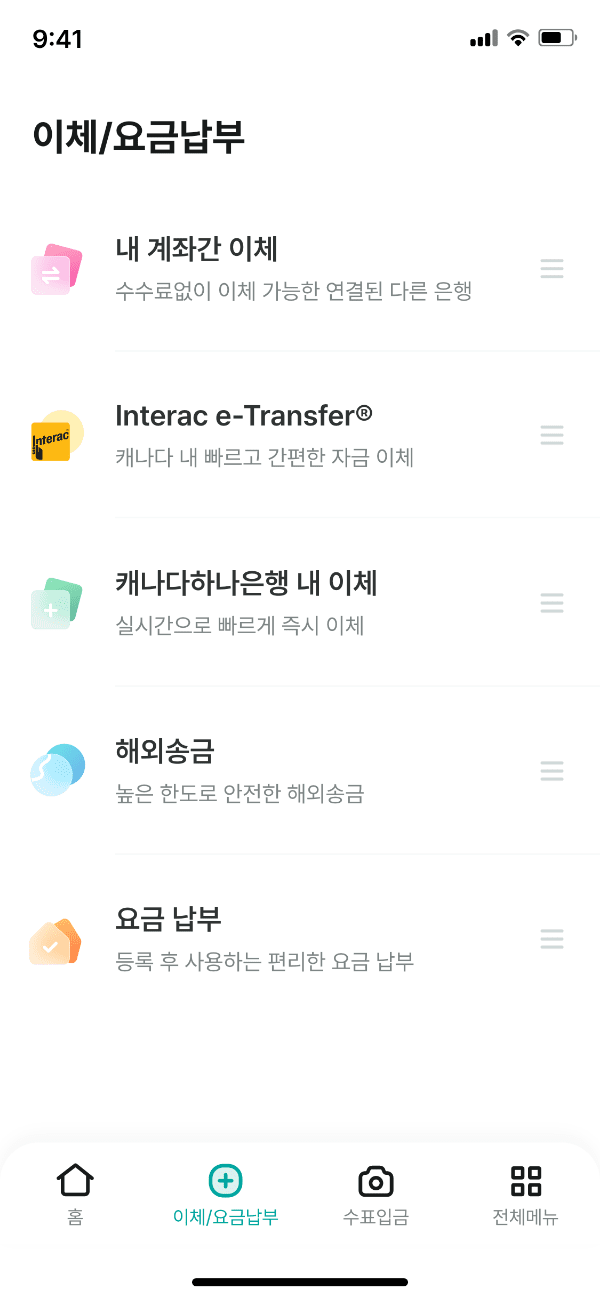 9:41
이체/요금납부
내 계좌간 이체
수수료없이 이체 가능한 연결된 다른 은행
Interac
Interac e-Transfer®
캐나다 내 빠르고 간편한 자금 이체
캐나다하나은행 내 이체
실시간으로 빠르게 즉시 이체
해외송금
높은 한도로 안전한 해외송금
요금 납부
등록 후 사용하는 편리한 요금 납부
홈
이체/요금납부
수표입금
전체메뉴